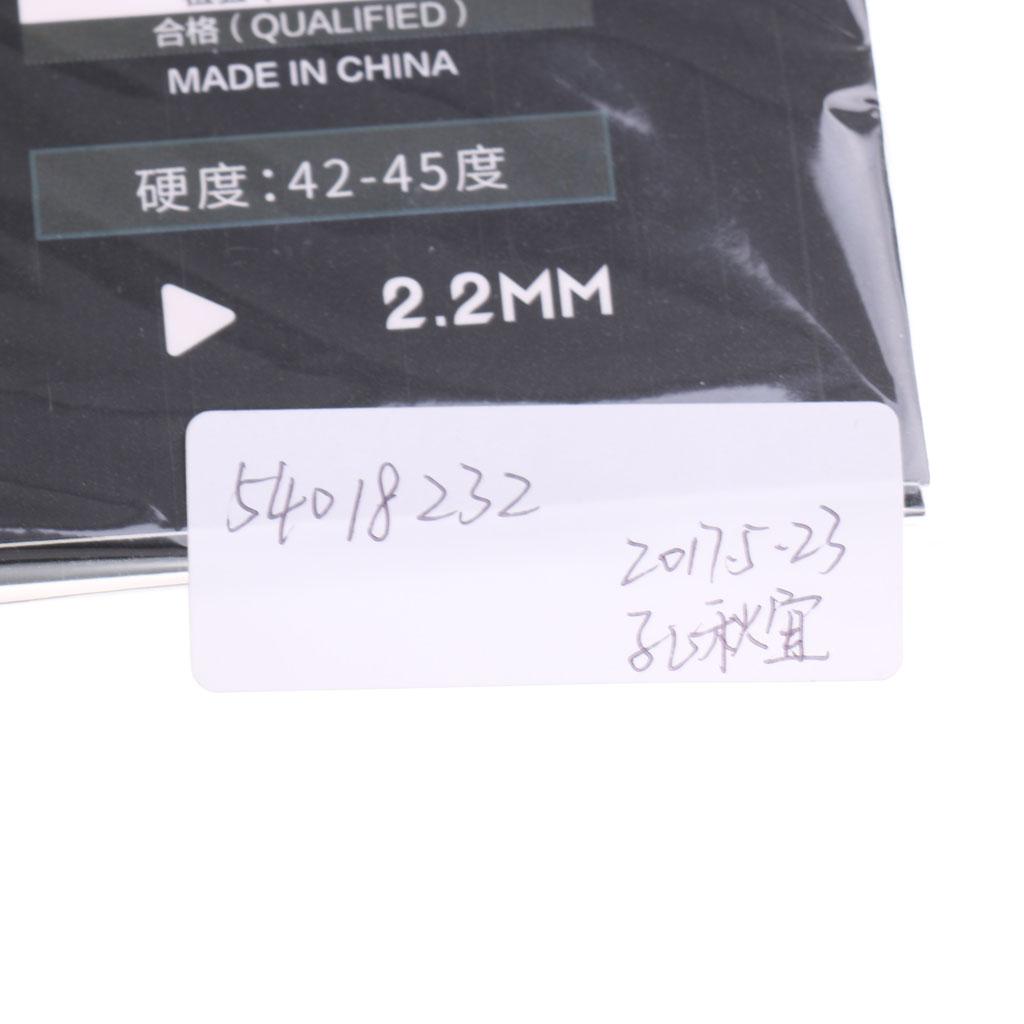 合格（QUALIFIED）
MADE IN CHINA
硬度:42-45度
2.2MM
54018232
2017.5-23
孔秋宜